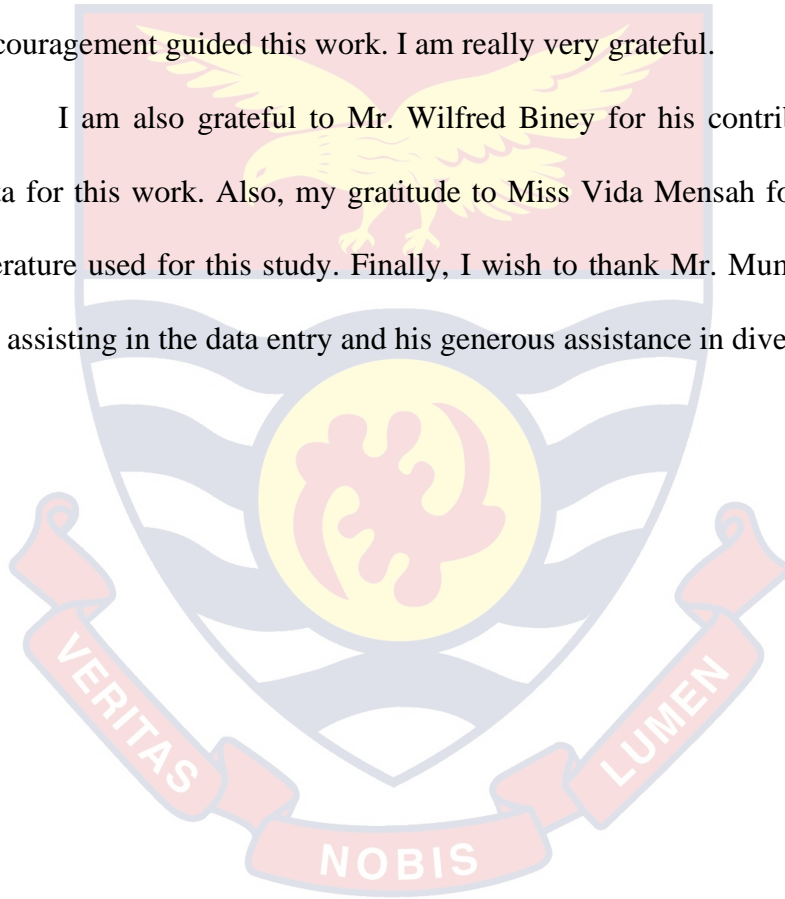 couragement guided this work. I am really very grateful.
I am also grateful to Mr. Wilfred Biney for his contrib
ta for this work. Also, my gratitude to Miss Vida Mensah fo
erature used for this study. Finally, I wish to thank Mr. Mun
assisting in the data entry and his generous assistance in dive
VERITAS
NOBIS
LUMEN